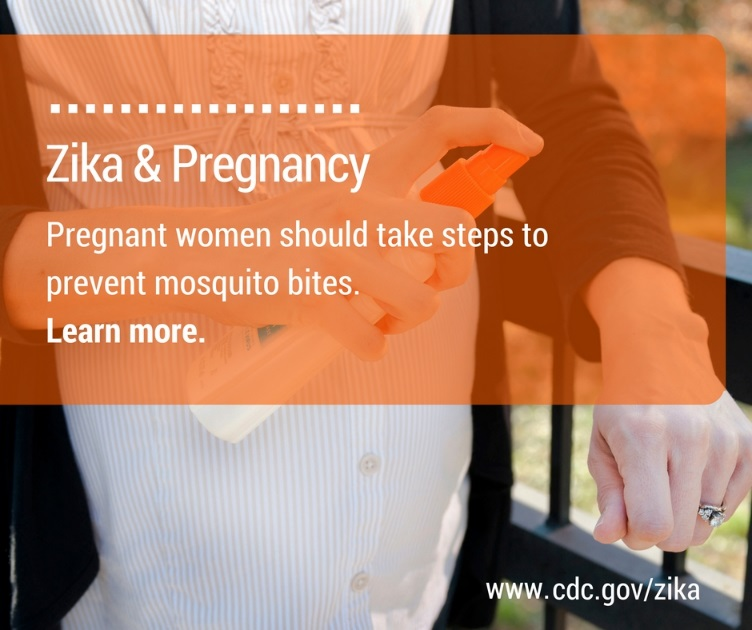 Zika & Pregnancy
Pregnant women should take steps to
prevent mosquito bites.
Learn more.
www.cdc.gov/zika